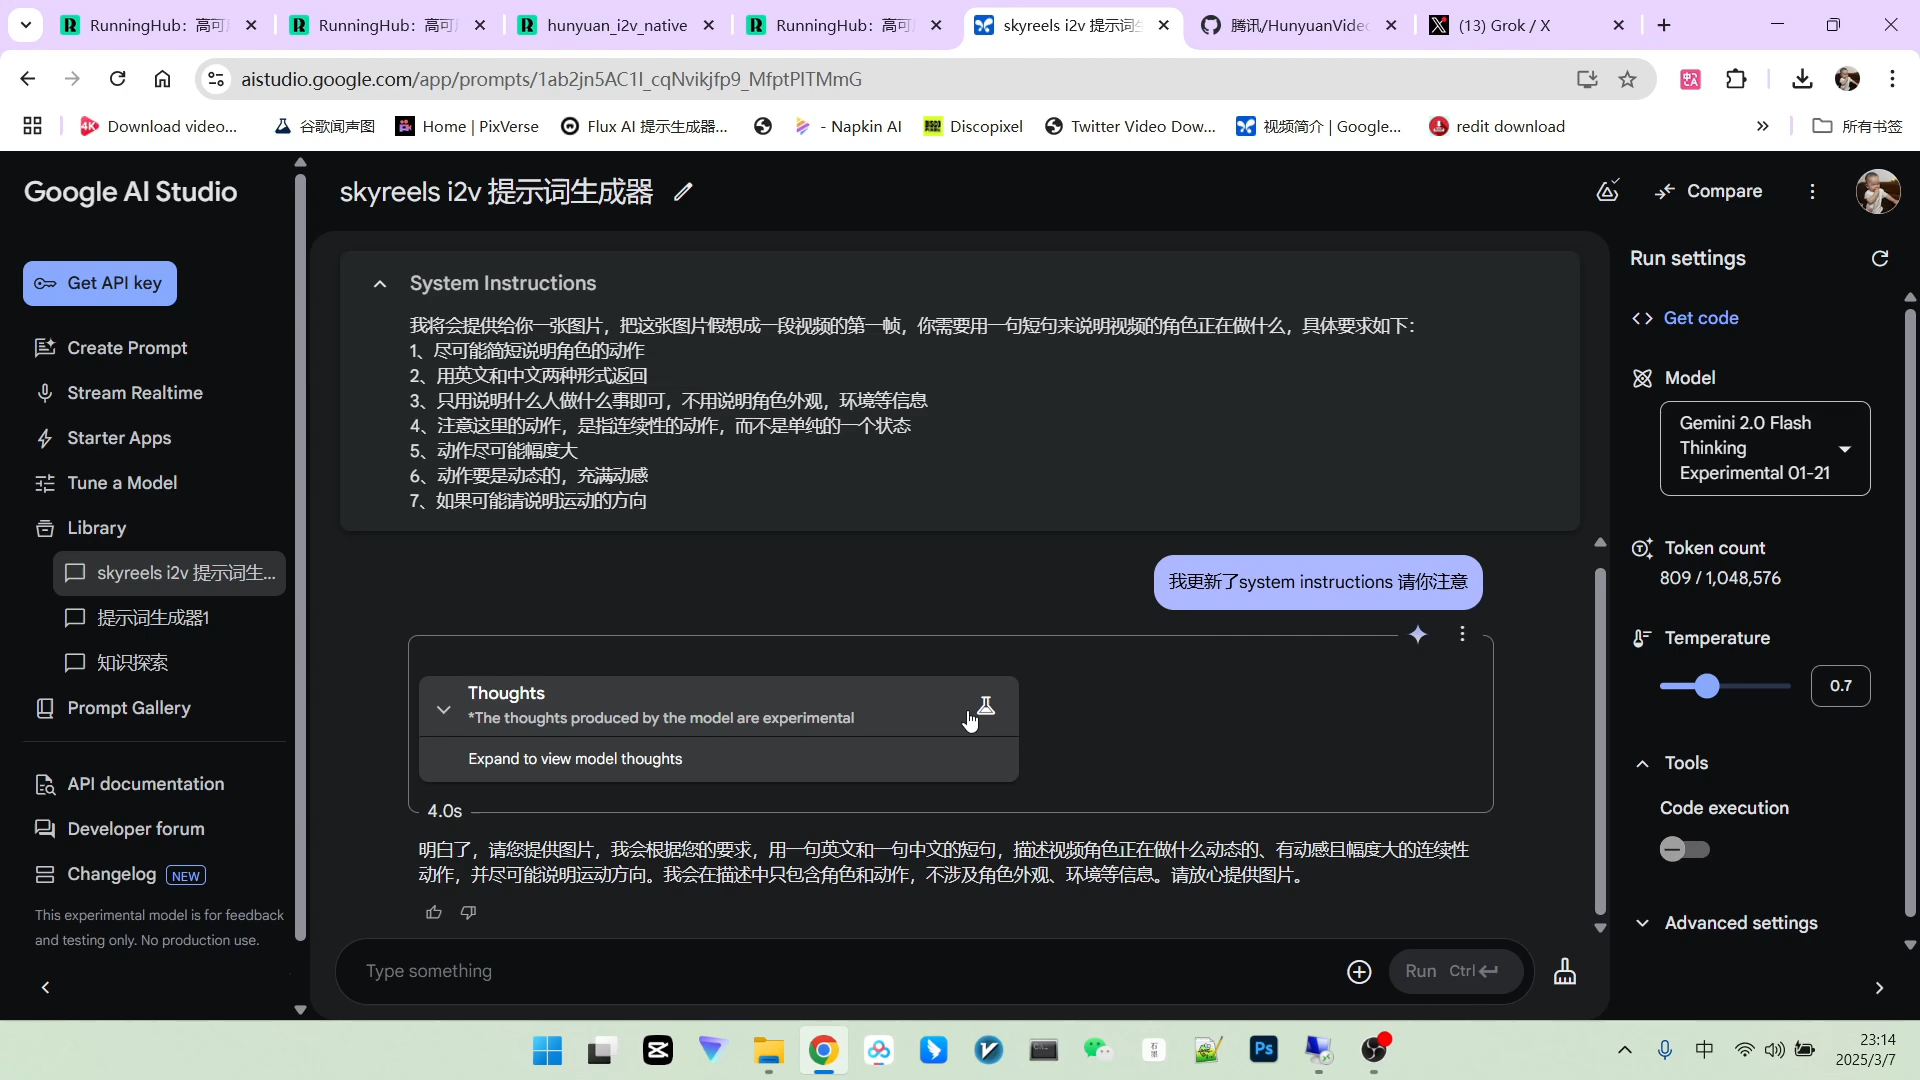 RunningHub：高可
RunningHub：高可
hunyuan_i2v_native
RunningHub：高可
skyreels i2v 提示词生
腾讯/HunyuanVide
(13) Grok / X
aistudio.google.com/app/prompts/1ab2jn5AC1l_cqNvikjfp9_MfptPITMmG
Download video...
谷歌闻声图
Home | PixVerse
Flux AI 提示生成器...
- Napkin AI
Discopixel
Twitter Video Dow...
视频简介 | Google...
redit download
所有书签
Google AI Studio
skyreels i2v 提示词生成器
Compare
Get API key
Create Prompt
Stream Realtime
Starter Apps
Tune a Model
Library
skyreels i2v 提示词生...
提示词生成器1
知识探索
Prompt Gallery
API documentation
Developer forum
Changelog NEW
This experimental model is for feedback
and testing only. No production use.
System Instructions
我将会提供给你一张图片，把这张图片假想成一段视频的第一帧，你需要用一句短句来说明视频的角色正在做什么，具体要求如下：
1、尽可能简短说明角色的动作
2、用英文和中文两种形式返回
3、只用说明什么人做什么事即可，不用说明角色外观，环境等信息
4、注意这里的动作，是指连续性的动作，而不是单纯的一个状态
5、动作尽可能幅度大
6、动作要是动态的，充满动感
7、如果可能请说明运动的方向
我更新了system instructions 请你注意
Thoughts
*The thoughts produced by the model are experimental
Expand to view model thoughts
4.0s
明白了，请您提供图片，我会根据您的要求，用一句英文和一句中文的短句，描述视频角色正在做什么动态的、有动感且幅度大的连续性
动作，并尽可能说明运动方向。我会在描述中只包含角色和动作，不涉及角色外观、环境等信息。请放心提供图片。
Type something
Run Ctrl
Run settings
Get code
Model
Gemini 2.0 Flash
Thinking
Experimental 01-21
Token count
809 / 1,048,576
Temperature
0.7
Tools
Code execution
Advanced settings
Ps
中
23:14
2025/3/7